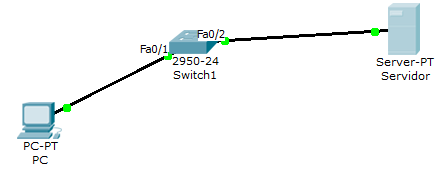 Fa0/1
Fa0/2
2950-24
Switch1
Server-PT
Servidor
PC-PT
PC